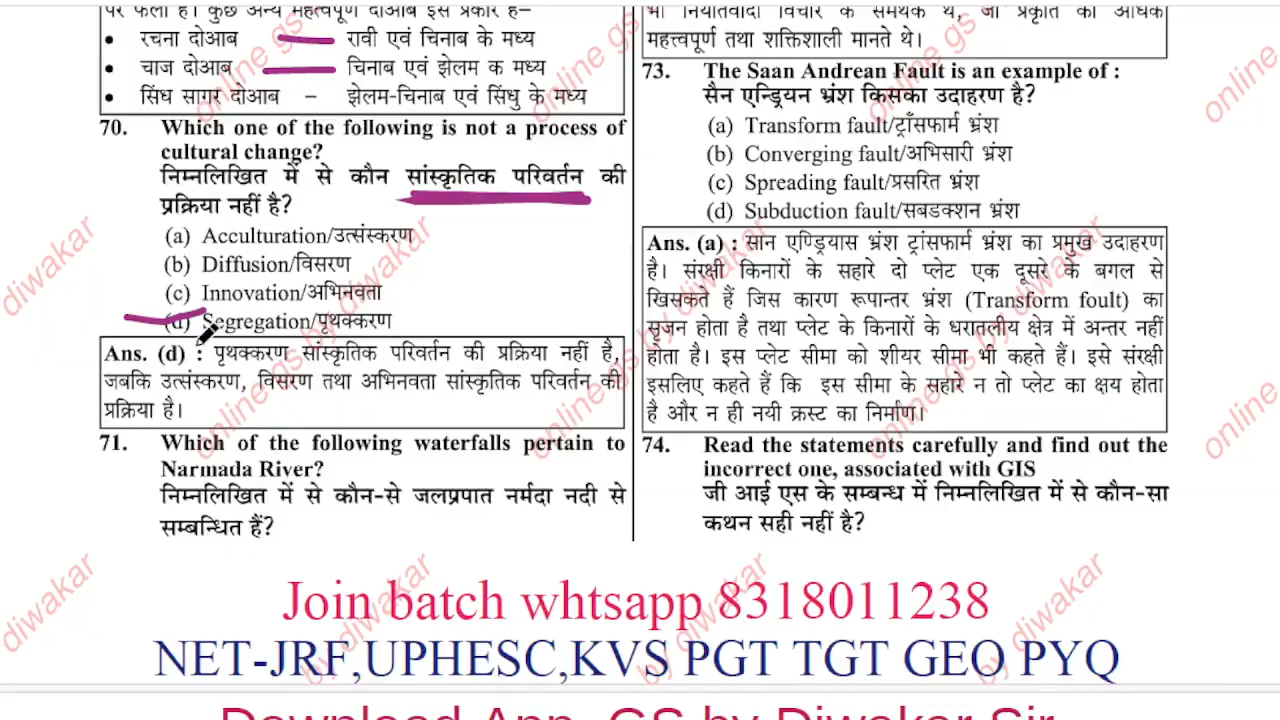 पर फैला है। कुछ अन्य महत्वपूर्ण दोआब इस प्रकार है–
• रचना दोआब – रावी एवं चिनाब के मध्य
• चाज दोआब – चिनाब एवं झेलम क मध्य
• सिंध सागर दोआब – झेलम-चिनाब एवं सिंधु के मध्य
70. Which one of the following is not a process of
cultural change?
निम्नलिखित में से कौन सांस्कृतिक परिवर्तन की
प्रक्रिया नहीं है?
(a) Acculturation/उत्संस्करण
(b) Diffusion/विसरण
(c) Innovation/अभिनवता
(d) Segregation/पृथक्करण
Ans. (d) : पृथक्करण सांस्कृतिक परिवर्तन की प्रक्रिया नहीं है,
जबकि उत्संस्करण, विसरण तथा अभिनवता सांस्कृतिक परिवर्तन की
प्रक्रिया है।
71. Which of the following waterfalls pertain to
Narmada River?
निम्नलिखित में से कौन-से जलप्रपात नर्मदा नदी से
सम्बन्धित हैं?
भी नियतिवादी विचार के समर्थक थे, जो प्रकृति को अधिक
महत्त्वपूर्ण तथा शक्तिशाली मानते थे।
73. The Saan Andrean Fault is an example of :
सैन एन्ड्रियन भ्रंश किसका उदाहरण है?
(a) Transform fault/ट्राँसफार्म भ्रंश
(b) Converging fault/अभिसारी भ्रंश
(c) Spreading fault/प्रसरित भ्रंश
(d) Subduction fault/सबडक्शन भ्रंश
Ans. (a) : सान एण्ड्रियास भ्रंश ट्रांसफार्म भ्रंश का प्रमुख उदाहरण
है। संरक्षी किनारों के सहारे दो प्लेट एक दूसरे के बगल से
खिसकते हैं जिस कारण रूपान्तर भ्रंश (Transform foult) का
सृजन होता है तथा प्लेट के किनारों के धरातलीय क्षेत्र में अन्तर नहीं
होता है। इस प्लेट सीमा को शीयर सीमा भी कहते हैं। इसे संरक्षी
इसलिए कहते हैं कि इस सीमा के सहारे न तो प्लेट का क्षय होता
है और न ही नयी क्रस्ट का निर्माण।
74. Read the statements carefully and find out the
incorrect one, associated with GIS
जी आई एस के सम्बन्ध में निम्नलिखित में से कौन-सा
कथन सही नहीं है?
Join batch whtsapp 8318011238
NET-JRF,UPHESC,KVS PGT TGT GEO PYQ
Download App GS by Diwakar Sir